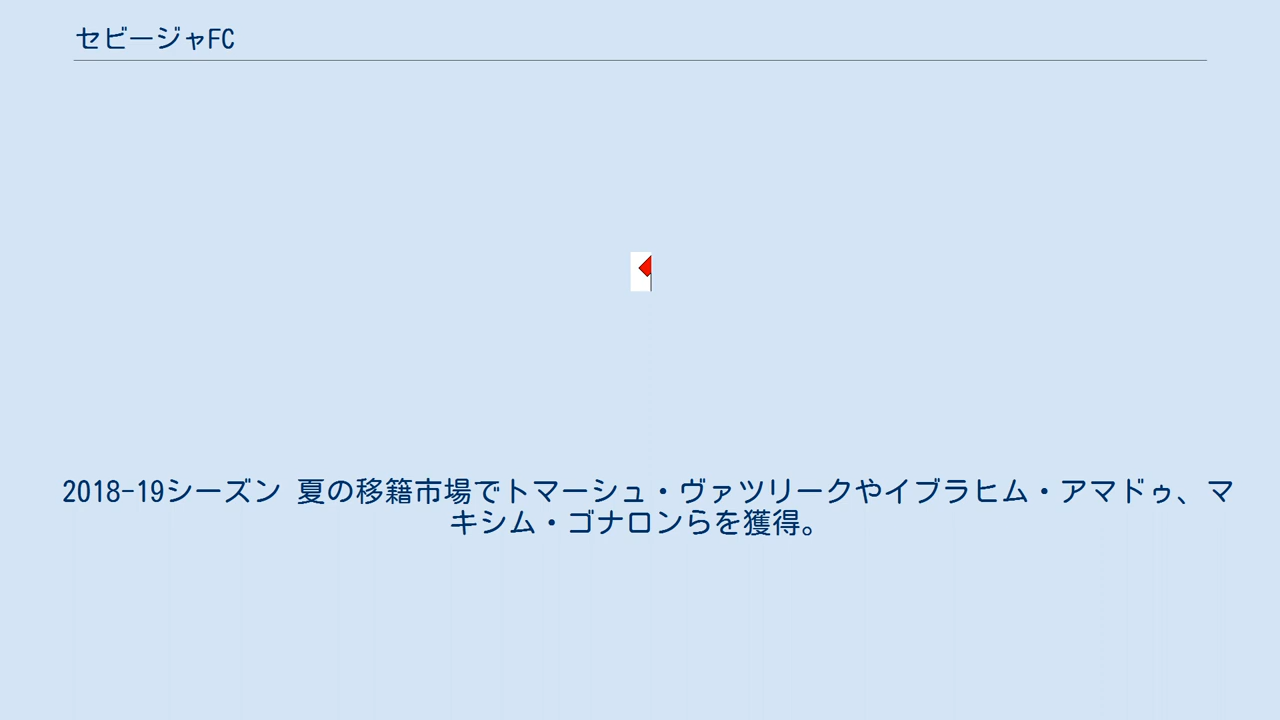 セビージャFC
2018-19シーズン 夏の移籍市場でトマーシュ・ヴァツリークやイブラヒム・アマドゥ、マ
キシム・ゴナロンらを獲得。